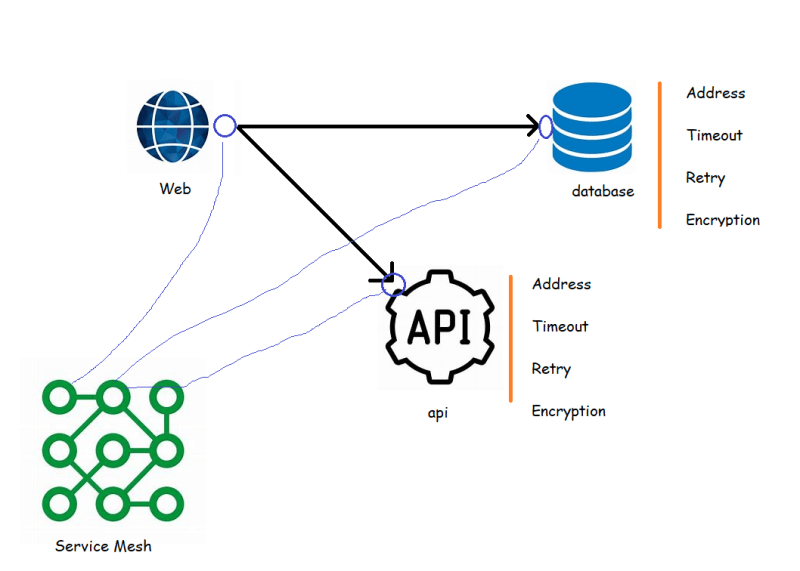 Web
database
Address
Timeout
Retry
Encryption
API
api
Address
Timeout
Retry
Encryption
Service Mesh